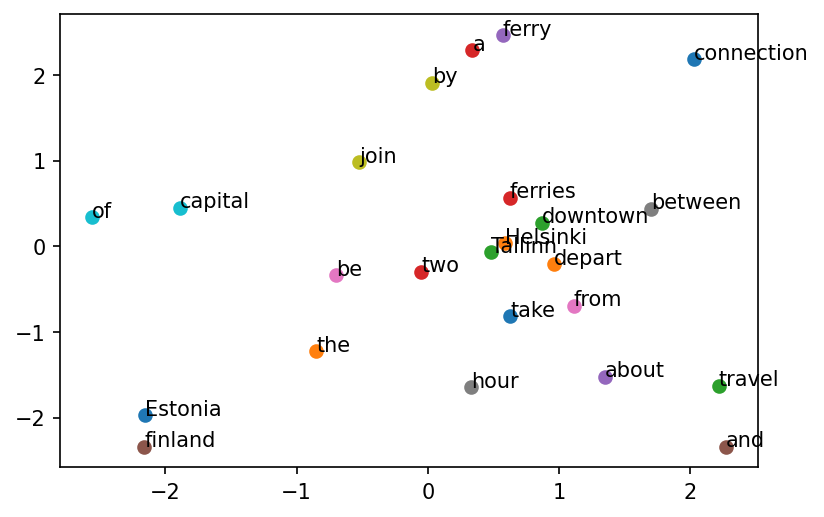 ferry
a
connection
by
join
ferries
capital
between
of
downtown
Helsinki
Tallinn
depart
two
be
from
take
the
about
hour
travel
Estonia
finland
and
2
1
0
−1
−2
−2
−1
0
1
2